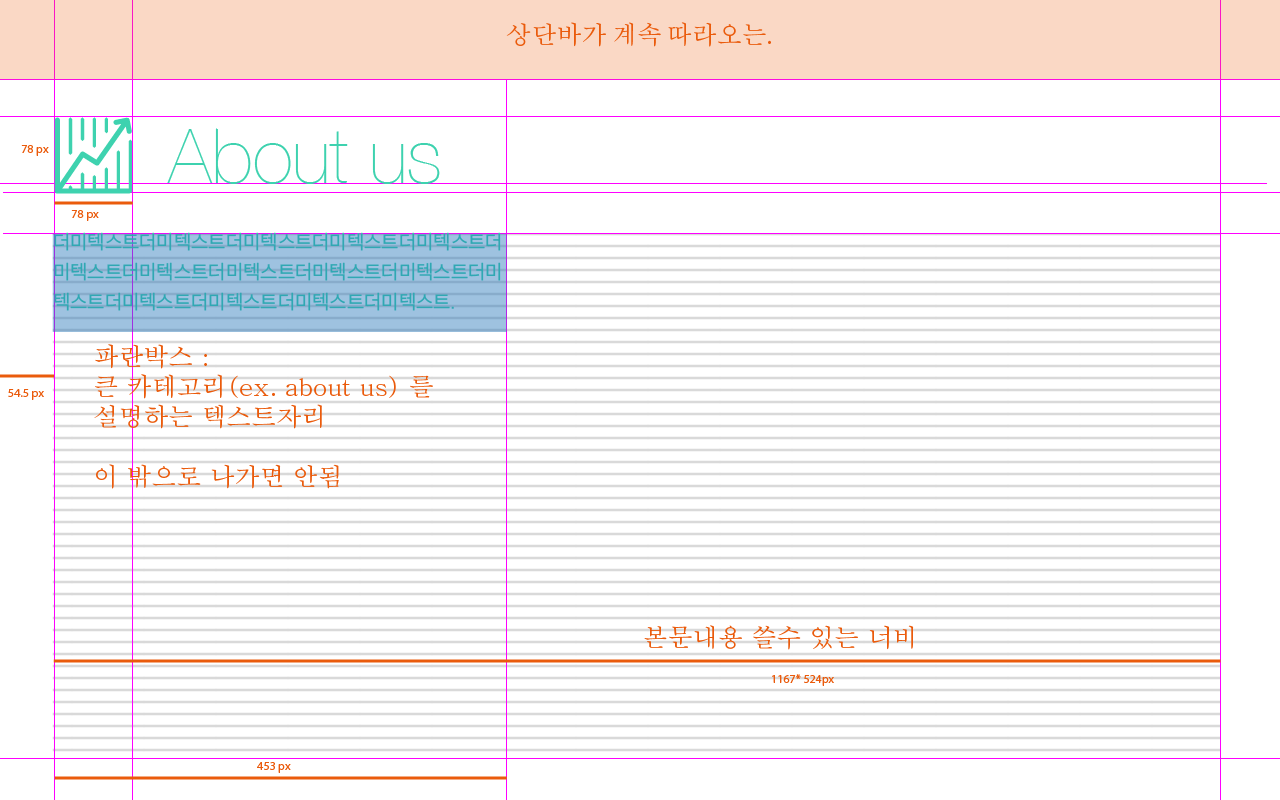 상단바가 계속 따라오는.
78 px
About us
78 px
더미텍스트더미텍스트더미텍스트더미텍스트더미텍스트더
미텍스트더미텍스트더미텍스트더미텍스트더미텍스트더미
텍스트더미텍스트더미텍스트더미텍스트더미텍스트.
파란박스 :
큰 카테고리(ex. about us) 를
54.5 px
설명하는 텍스트자리
이 밖으로 나가면 안됨
본문내용 쓸수 있는 너비
1167* 524px
453 px